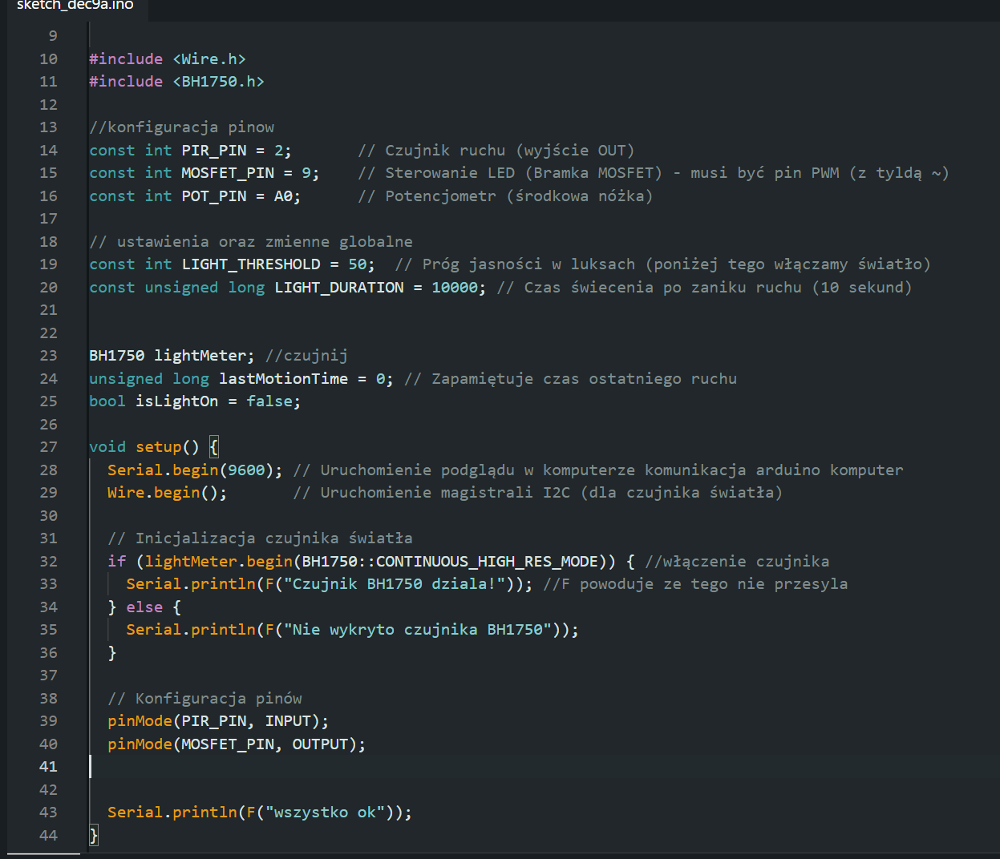 sketch_dec9a.ino
9
10 #include <Wire.h>
11 #include <BH1750.h>
12
13 //konfiguracja pinow
14 const int PIR_PIN = 2;       // Czujnik ruchu (wyjście OUT)
15 const int MOSFET_PIN = 9;    // Sterowanie LED (Bramka MOSFET) - musi być pin PWM (z tyldą ~)
16 const int POT_PIN = A0;      // Potencjometr (środkowa nóżka)
17
18 // ustawienia oraz zmienne globalne
19 const int LIGHT_THRESHOLD = 50;  // Próg jasności w luksach (poniżej tego włączamy światło)
20 const unsigned long LIGHT_DURATION = 10000; // Czas świecenia po zaniku ruchu (10 sekund)
21
22
23 BH1750 lightMeter; //czujnij
24 unsigned long lastMotionTime = 0; // Zapamiętuje czas ostatniego ruchu
25 bool isLightOn = false;
26
27 void setup() {
28   Serial.begin(9600); // Uruchomienie podglądu w komputerze komunikacja arduino komputer
29   Wire.begin();       // Uruchomienie magistrali I2C (dla czujnika światła)
30
31   // Inicjalizacja czujnika światła
32   if (lightMeter.begin(BH1750::CONTINUOUS_HIGH_RES_MODE)) { //włączenie czujnika
33     Serial.println(F("Czujnik BH1750 dziala!")); //F powoduje ze tego nie przesyla
34   } else {
35     Serial.println(F("Nie wykryto czujnika BH1750"));
36   }
37
38   // Konfiguracja pinów
39   pinMode(PIR_PIN, INPUT);
40   pinMode(MOSFET_PIN, OUTPUT);
41
42
43   Serial.println(F("wszystko ok"));
44 }